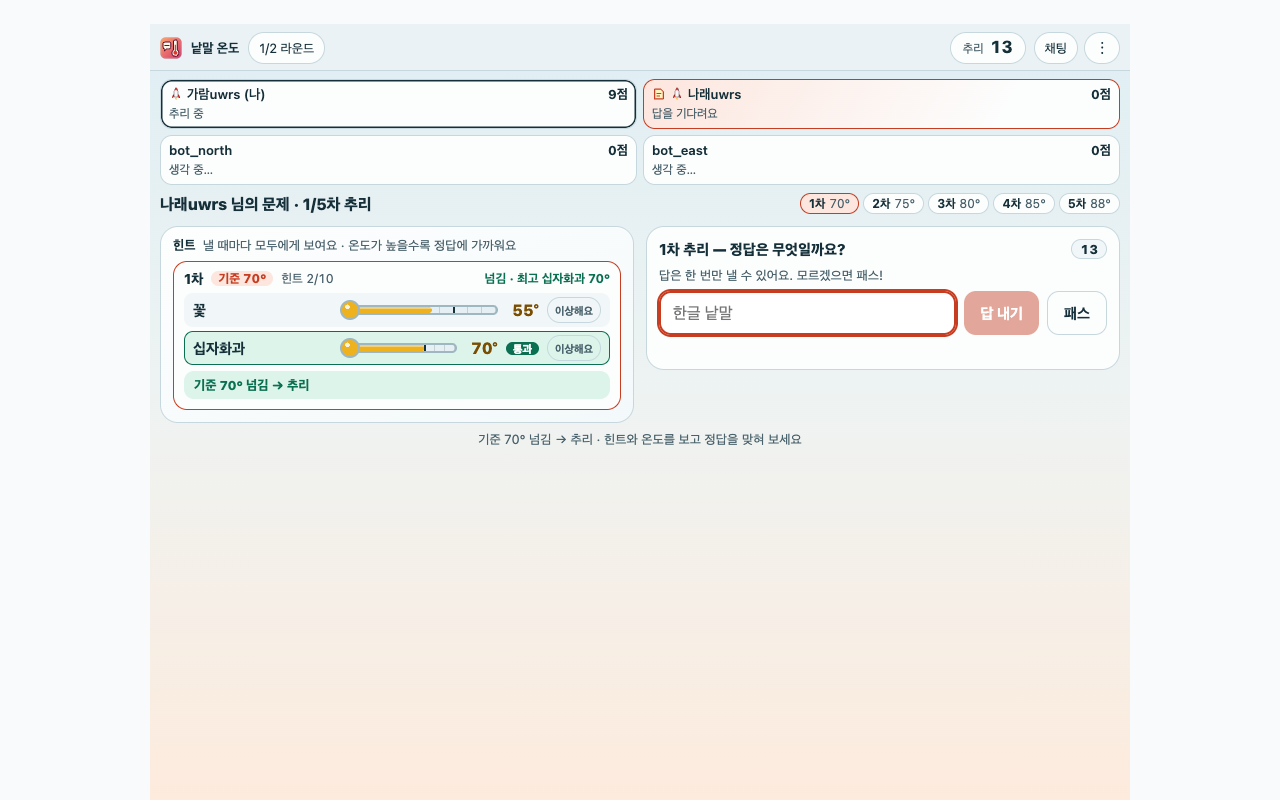 낱말 온도 1/2 라운드 추리 13 채팅 ⋮
가람uwrs (나) 9점
추리 중
나래uwrs 0점
답을 기다려요
bot_north 0점
생각 중…
bot_east 0점
생각 중…
나래uwrs 님의 문제 · 1/5차 추리
1차 70° 2차 75° 3차 80° 4차 85° 5차 88°
힌트 낼 때마다 모두에게 보여요 · 온도가 높을수록 정답에 가까워요
1차 기준 70° 힌트 2/10 넘김 · 최고 십자화과 70°
꽃 55° 이상해요
십자화과 70° 통과 이상해요
기준 70° 넘김 → 추리
1차 추리 — 정답은 무엇일까요? 13
답은 한 번만 낼 수 있어요. 모르겠으면 패스!
한글 낱말 답 내기 패스
기준 70° 넘김 → 추리 · 힌트와 온도를 보고 정답을 맞혀 보세요